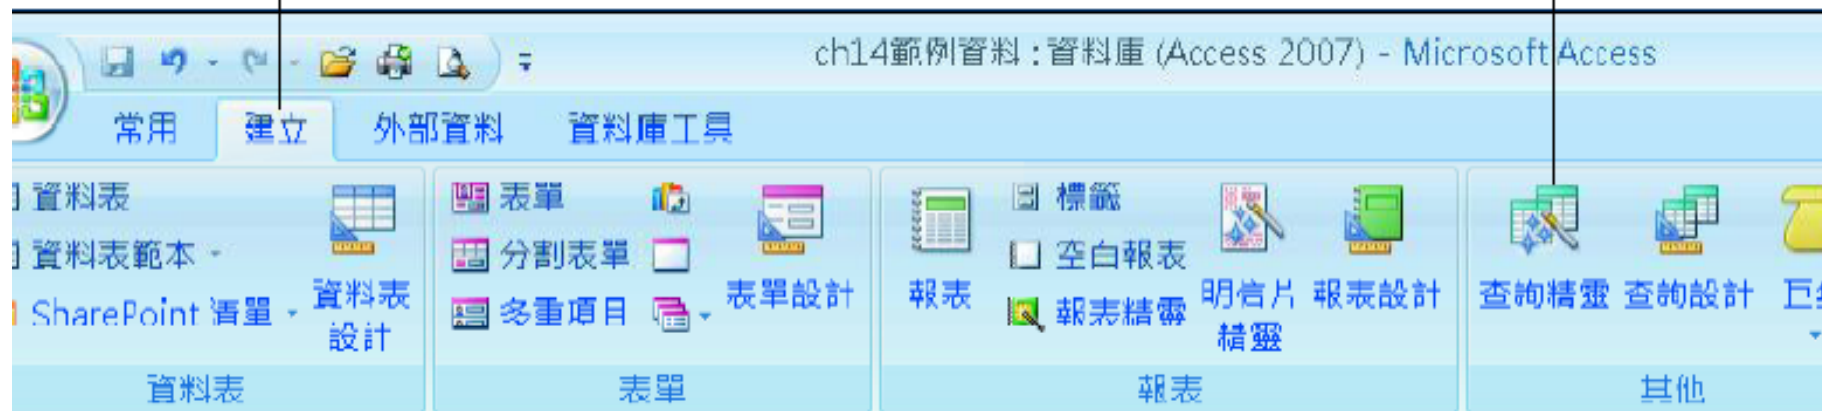 ch14範例資料 : 資料庫 (Access 2007) - Microsoft Access
常用 建立 外部資料 資料庫工具
資料表
資料表範本
SharePoint 清單
資料表
設計
資料表
表單
分割表單
多重項目
表單設計
表單
報表
標籤
空白報表
報表精靈
明信片
精靈
報表設計
報表
查詢精靈
查詢設計
其他